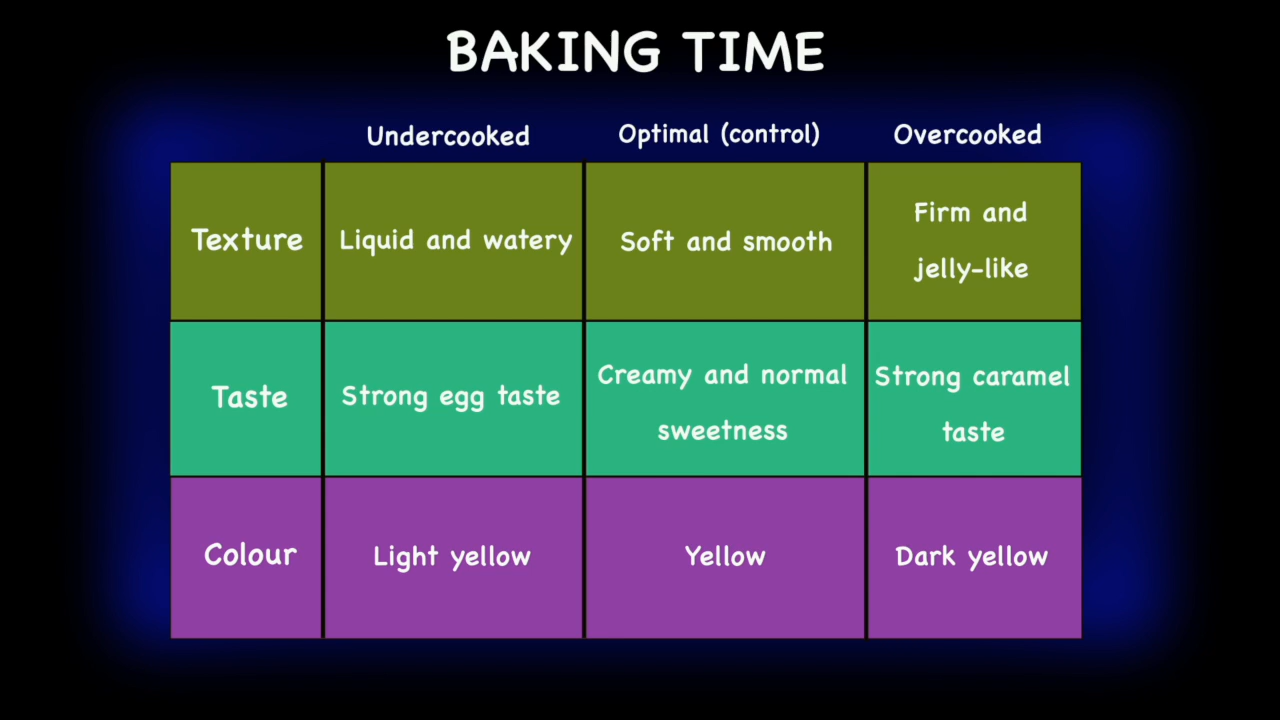 BAKING TIME
Undercooked Optimal (control) Overcooked
Texture Liquid and watery Soft and smooth Firm and
jelly-like
Taste Strong egg taste Creamy and normal
sweetness Strong caramel
taste
Colour Light yellow Yellow Dark yellow